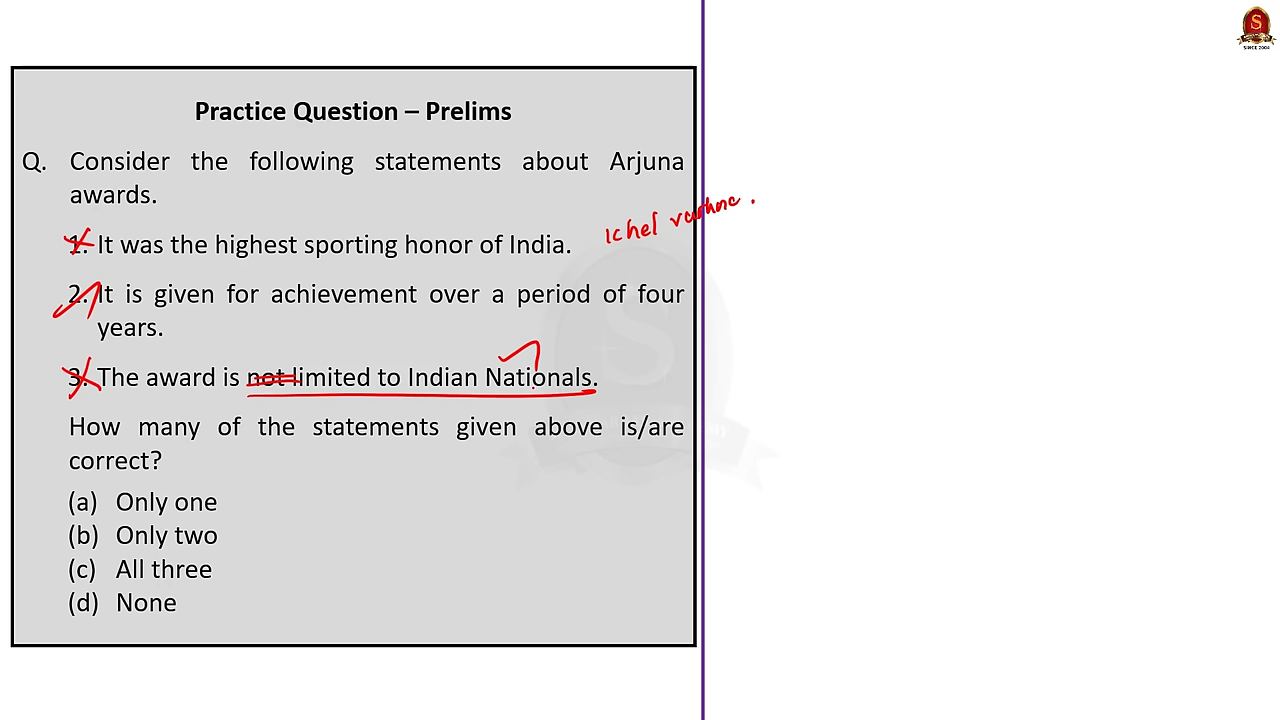 Practice Question – Prelims
Q. Consider the following statements about Arjuna
awards.
1. It was the highest sporting honor of India.
2. It is given for achievement over a period of four
years.
3. The award is not limited to Indian Nationals.
How many of the statements given above is/are
correct?
(a) Only one
(b) Only two
(c) All three
(d) None
S
SINCE 2004